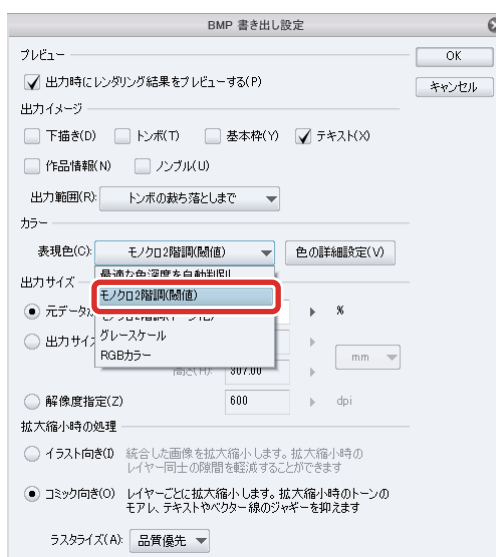 BMP 書き出し設定
プレビュー
出力時にレンダリング結果をプレビューする(P)
OK
キャンセル
出力イメージ
下描き(D) トンボ(T) 基本枠(Y) テキスト(X)
作品情報(N) ノンブル(U)
出力範囲(R): トンボの裁ち落としまで
カラー
表現色(C): モノクロ2階調(閾値) 色の詳細設定(V)
最適な色深度を自動判別
出力サイズ
モノクロ2階調(閾値)
元データ %
モノクロ2階調(トーン化)
出力サイズ グレースケール
RGBカラー mm
高さ(H): 307.00
解像度指定(Z) 600 dpi
拡大縮小時の処理
イラスト向き(I) 統合した画像を拡大縮小します。拡大縮小時の
レイヤー同士の隙間を軽減することができます
コミック向き(O) レイヤーごとに拡大縮小します。拡大縮小時のトーンの
モアレ、テキストやベクター線のジャギーを抑えます
ラスタライズ(A): 品質優先